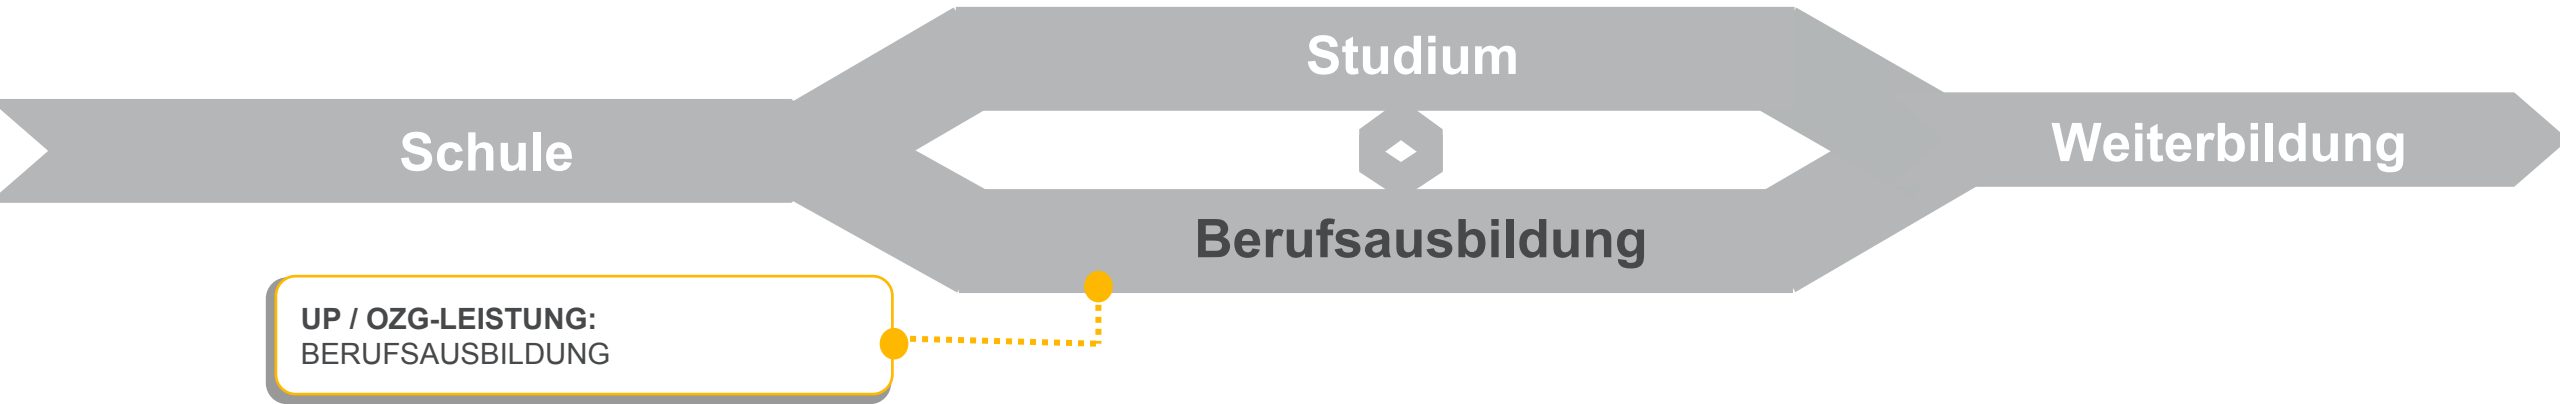 Studium
Schule
Weiterbildung
Berufsausbildung
UP / OZG-LEISTUNG:
BERUFSAUSBILDUNG